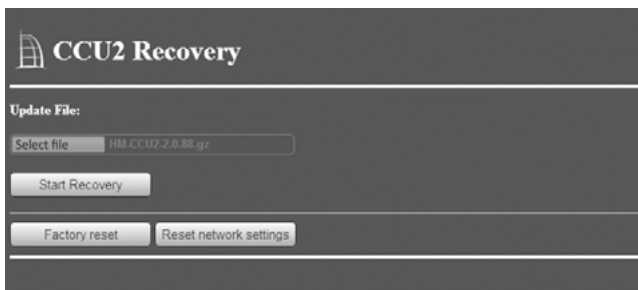 CCU2 Recovery
Update File:
Select file HM-CCU2-2.0.88.gz
Start Recovery
Factory reset Reset network settings